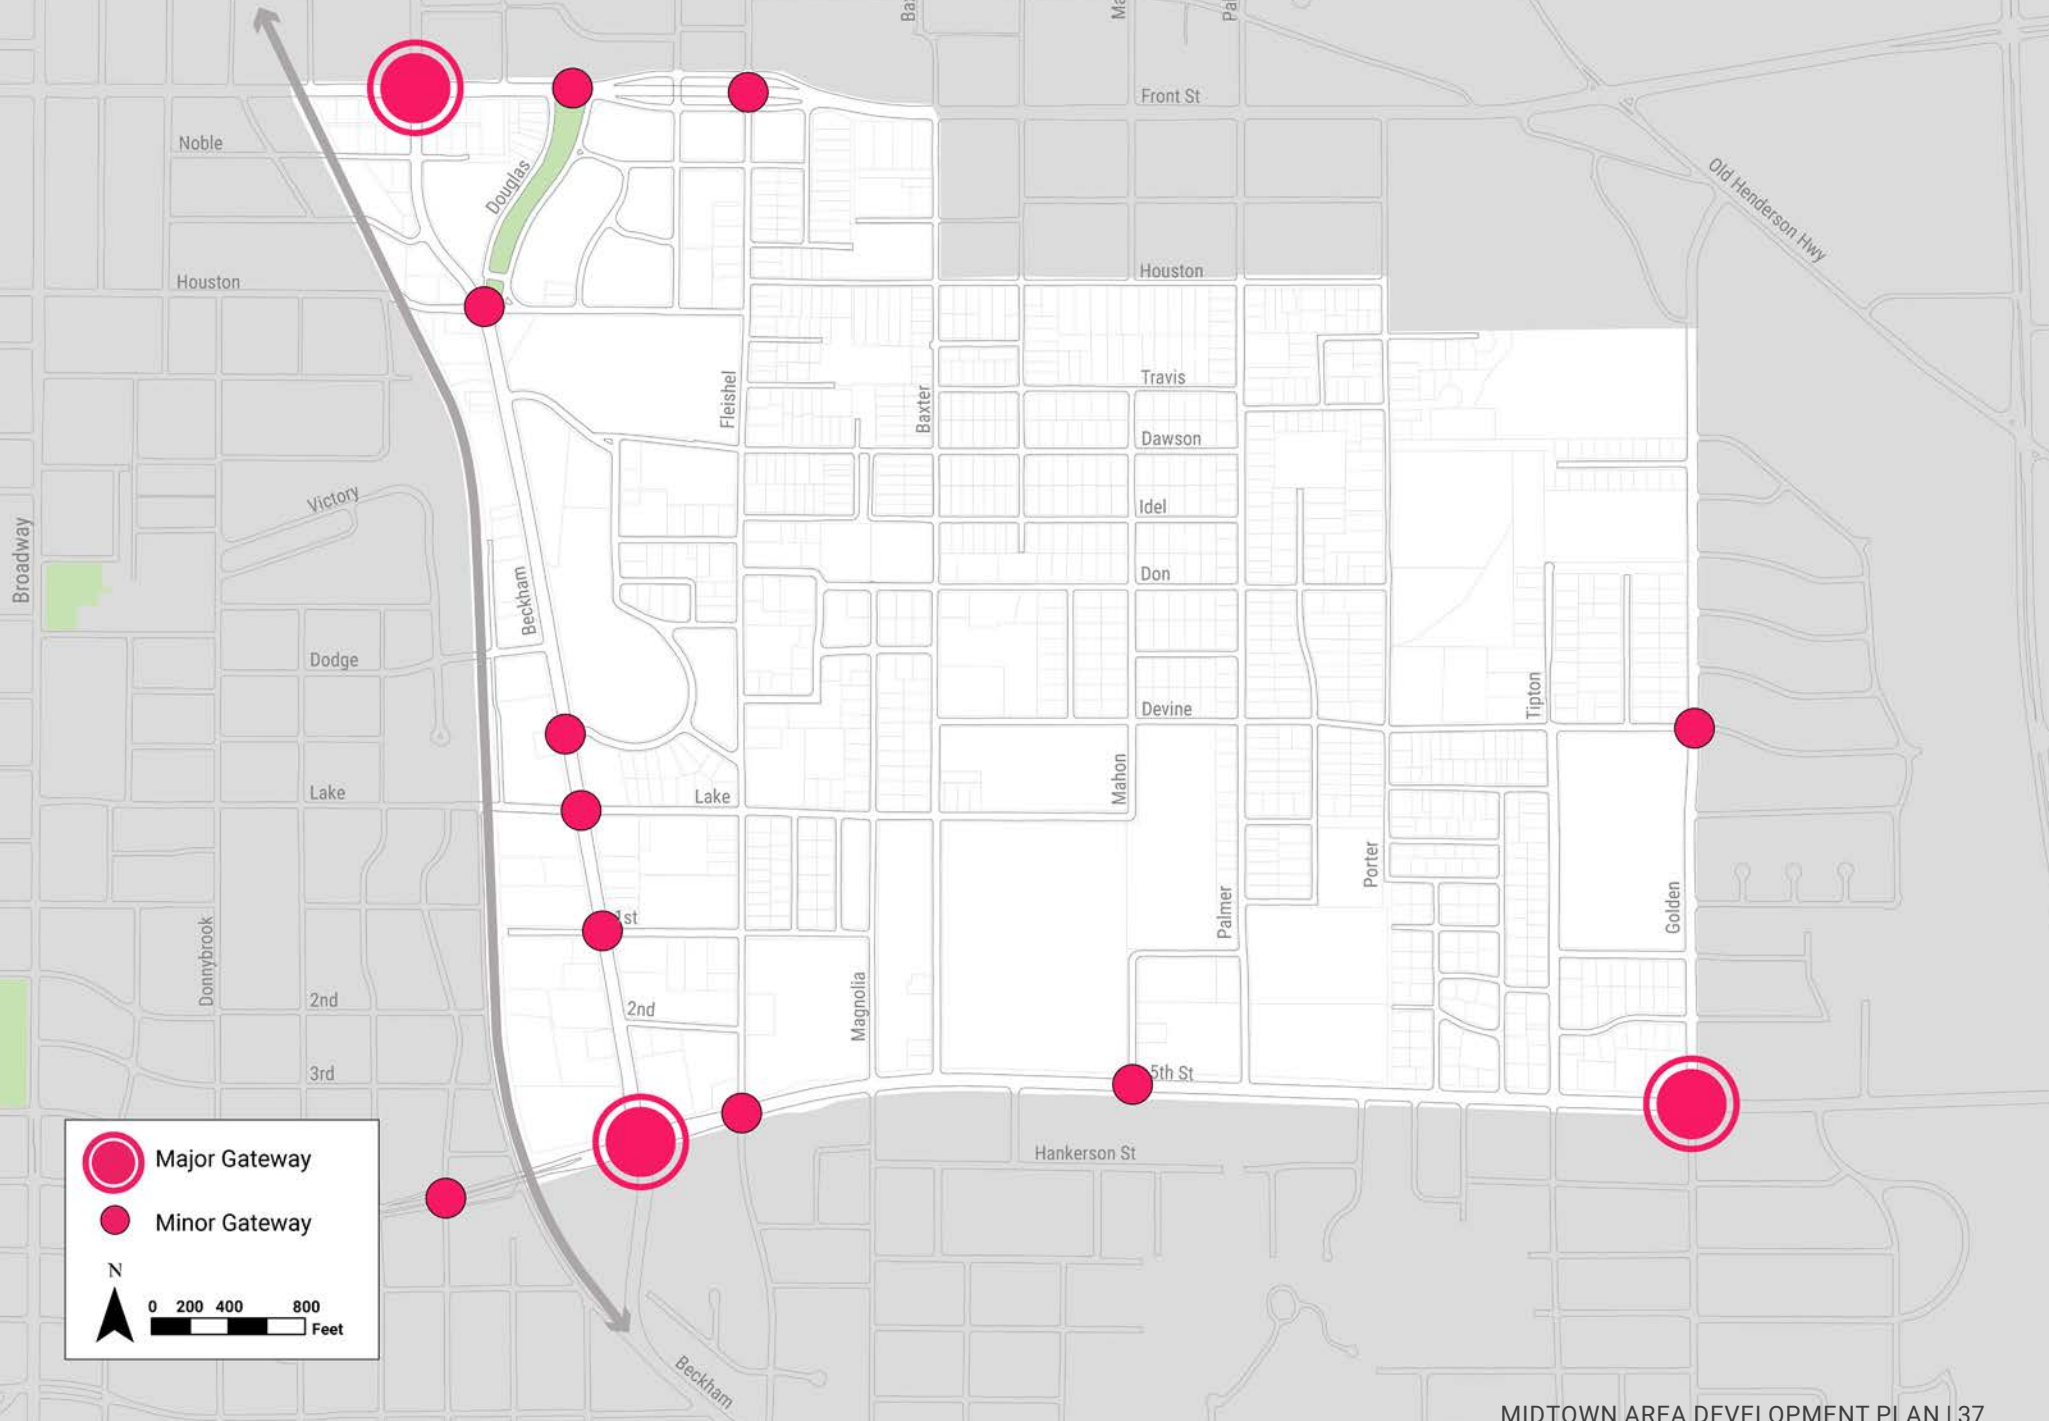 Front St
Noble
Douglas
Old Henderson Hwy
Houston
Houston
Travis
Fleishel
Baxter
Dawson
Victory
Idel
Broadway
Beckham
Don
Dodge
Tipton
Devine
Mahon
Lake
Lake
Porter
Palmer
Golden
1st
Donnybrook
Magnolia
2nd
2nd
3rd
5th St
Hankerson St
Major Gateway
Minor Gateway
N
0 200 400 800
Feet
Beckham
MIDTOWN AREA DEVELOPMENT PLAN | 37